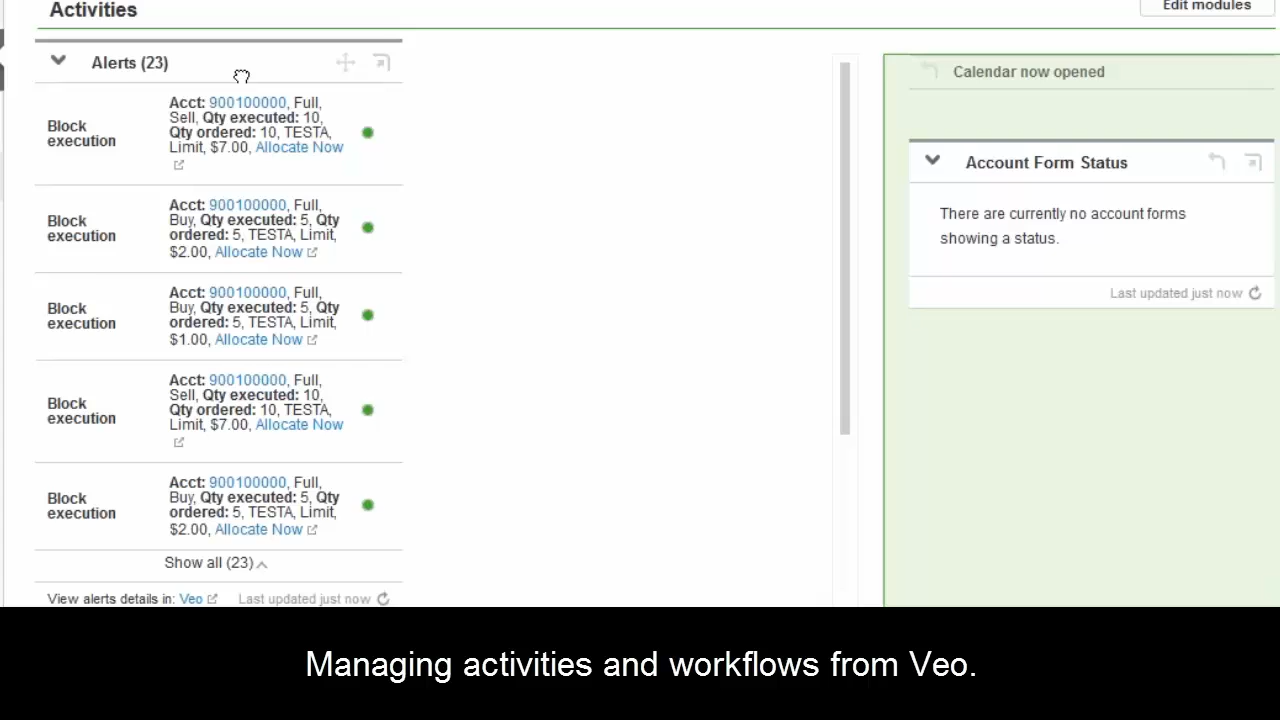 Activities
Edit modules
Alerts (23)
Block
execution
Acct: 900100000, Full,
Sell, Qty executed: 10,
Qty ordered: 10, TESTA,
Limit, $7.00, Allocate Now
Block
execution
Acct: 900100000, Full,
Buy, Qty executed: 5, Qty
ordered: 5, TESTA, Limit,
$2.00, Allocate Now
Block
execution
Acct: 900100000, Full,
Buy, Qty executed: 5, Qty
ordered: 5, TESTA, Limit,
$1.00, Allocate Now
Block
execution
Acct: 900100000, Full,
Sell, Qty executed: 10,
Qty ordered: 10, TESTA,
Limit, $7.00, Allocate Now
Block
execution
Acct: 900100000, Full,
Buy, Qty executed: 5, Qty
ordered: 5, TESTA, Limit,
$2.00, Allocate Now
Show all (23)
View alerts details in: Veo
Last updated just now
Calendar now opened
Account Form Status
There are currently no account forms
showing a status.
Last updated just now
Managing activities and workflows from Veo.